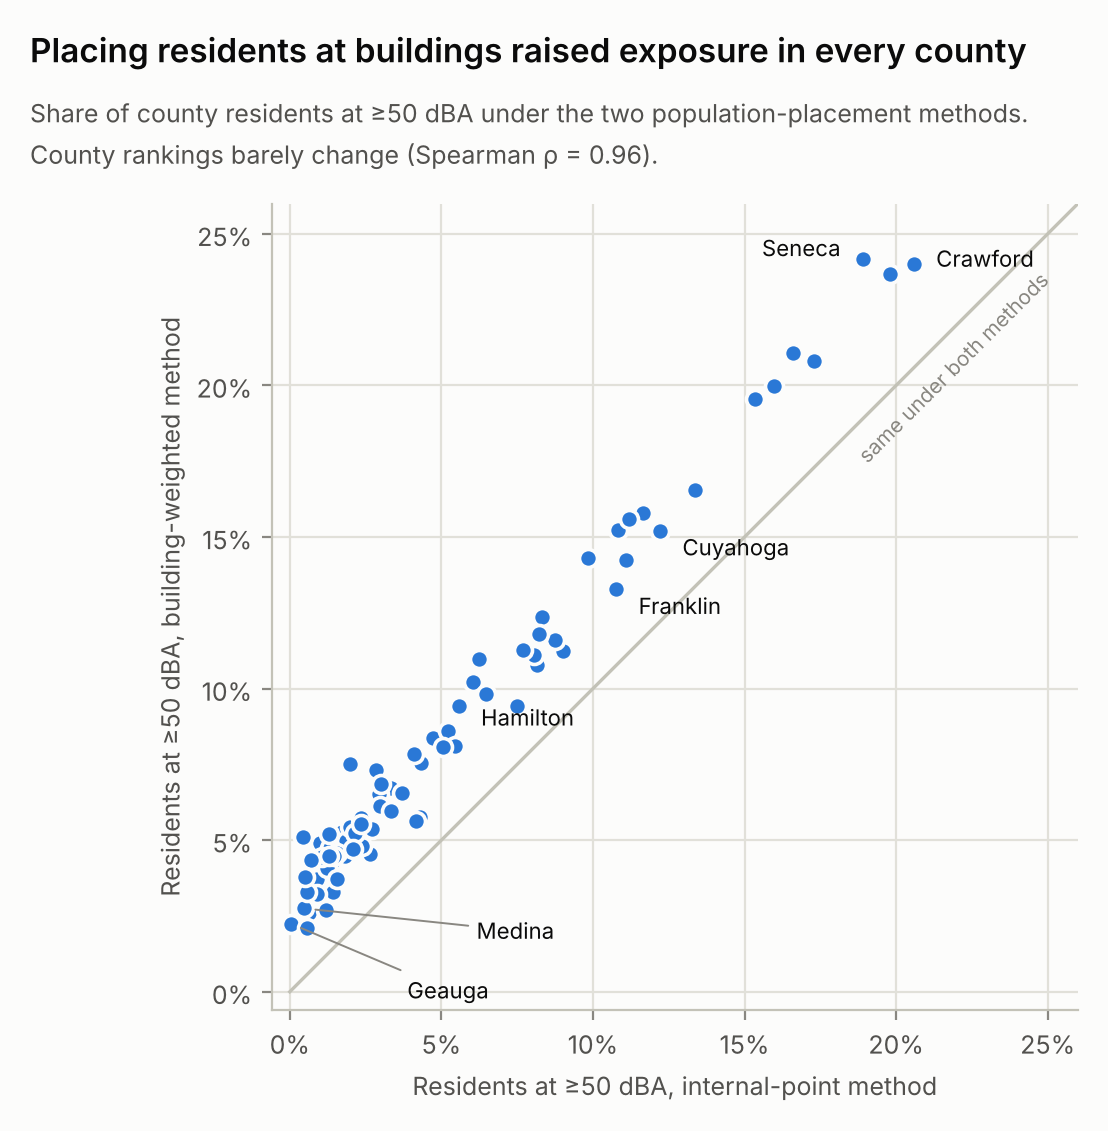 Placing residents at buildings raised exposure in every county
Share of county residents at ≥50 dBA under the two population-placement methods.
County rankings barely change (Spearman ρ = 0.96).
Residents at ≥50 dBA, building-weighted method
25%
20%
15%
10%
5%
0%
Seneca
Crawford
same under both methods
Cuyahoga
Franklin
Hamilton
Medina
Geauga
0%
5%
10%
15%
20%
25%
Residents at ≥50 dBA, internal-point method